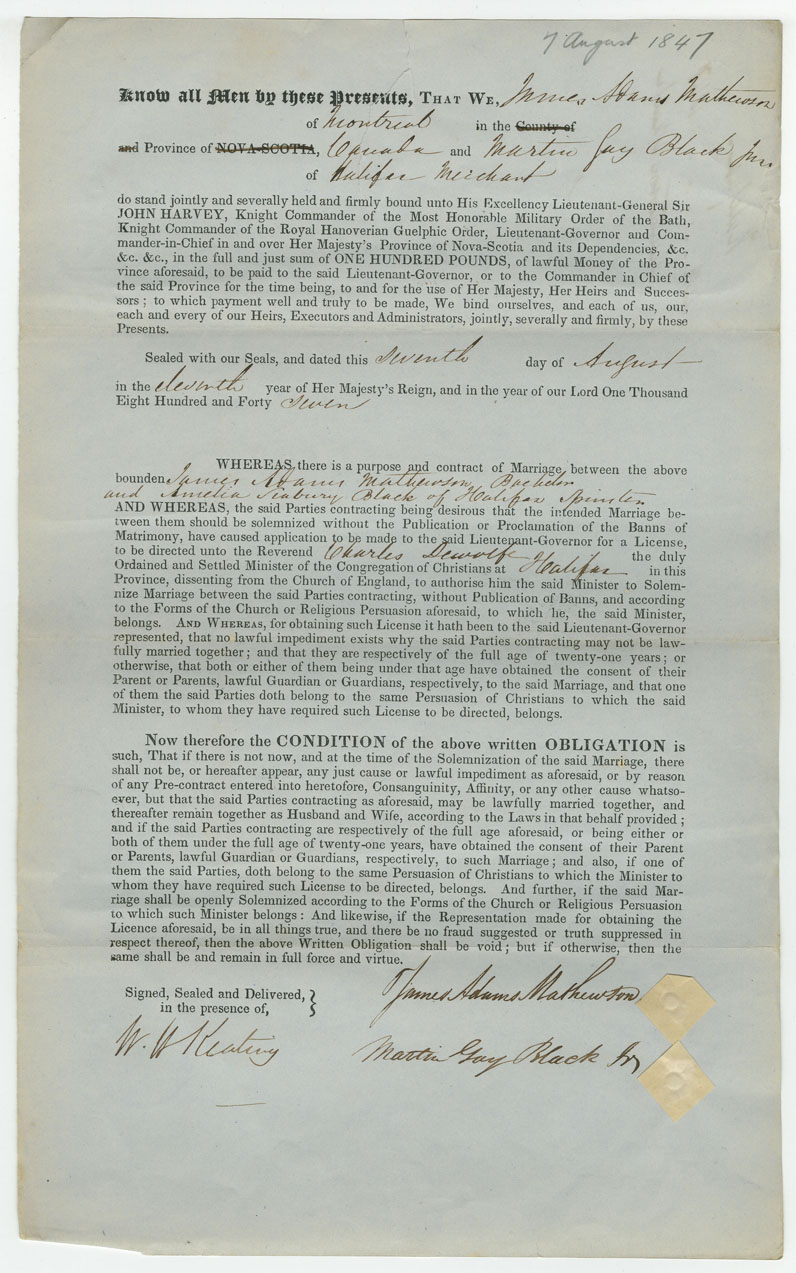 7 August 1847
Know all Men by these Presents, THAT WE, James Adams Mathewson
of Montreal in the County of
and Province of NOVA-SCOTIA, Canada and Martin Gay Black Jun.
of Halifax Merchant
do stand jointly and severally held and firmly bound unto His Excellency Lieutenant-General Sir
JOHN HARVEY, Knight Commander of the Most Honorable Military Order of the Bath,
Knight Commander of the Royal Hanoverian Guelphic Order, Lieutenant-Governor and Com-
mander-in-Chief in and over Her Majesty's Province of Nova-Scotia and its Dependencies, &c.
&c. &c., in the full and just sum of ONE HUNDRED POUNDS, of lawful Money of the Pro-
vince aforesaid, to be paid to the said Lieutenant-Governor, or to the Commander in Chief of
the said Province for the time being, to and for the use of Her Majesty, Her Heirs and Succes-
sors; to which payment well and truly to be made, We bind ourselves, and each of us, our,
each and every of our Heirs, Executors and Administrators, jointly, severally and firmly, by these
Presents.
Sealed with our Seals, and dated this seventh day of August
in the eleventh year of Her Majesty's Reign, and in the year of our Lord One Thousand
Eight Hundred and Forty seven
WHEREAS, there is a purpose and contract of Marriage between the above
bounden James Adams Mathewson, Bachelor
and Amelia Seabury Black of Halifax Spinster
AND WHEREAS, the said Parties contracting being desirous that the intended Marriage be-
tween them should be solemnized without the Publication or Proclamation of the Banns of
Matrimony, have caused application to be made to the said Lieutenant-Governor for a License,
to be directed unto the Reverend Charles Dewolfe the duly
Ordained and Settled Minister of the Congregation of Christians at Halifax in this
Province, dissenting from the Church of England, to authorise him the said Minister to Solem-
nize Marriage between the said Parties contracting, without Publication of Banns, and according
to the Forms of the Church or Religious Persuasion aforesaid, to which he, the said Minister,
belongs. AND WHEREAS, for obtaining such License it hath been to the said Lieutenant-Governor
represented, that no lawful impediment exists why the said Parties contracting may not be law-
fully married together; and that they are respectively of the full age of twenty-one years; or
otherwise, that both or either of them being under that age have obtained the consent of their
Parent or Parents, lawful Guardian or Guardians, respectively, to the said Marriage, and that one
of them the said Parties doth belong to the same Persuasion of Christians to which the said
Minister, to whom they have required such License to be directed, belongs.
Now therefore the CONDITION of the above written OBLIGATION is
such, That if there is not now, and at the time of the Solemnization of the said Marriage, there
shall not be, or hereafter appear, any just cause or lawful impediment as aforesaid, or by reason
of any Pre-contract entered into heretofore, Consanguinity, Affinity, or any other cause whatso-
ever, but that the said Parties contracting as aforesaid, may be lawfully married together, and
thereafter remain together as Husband and Wife, according to the Laws in that behalf provided;
and if the said Parties contracting are respectively of the full age aforesaid, or being either or
both of them under the full age of twenty-one years, have obtained the consent of their Parent
or Parents, lawful Guardian or Guardians, respectively, to such Marriage; and also, if one of
them the said Parties, doth belong to the same Persuasion of Christians to which the Minister to
whom they have required such License to be directed, belongs. And further, if the said Mar-
riage shall be openly Solemnized according to the Forms of the Church or Religious Persuasion
to which such Minister belongs: And likewise, if the Representation made for obtaining the
Licence aforesaid, be in all things true, and there be no fraud suggested or truth suppressed in
respect thereof, then the above Written Obligation shall be void; but if otherwise, then the
same shall be and remain in full force and virtue.
Signed, Sealed and Delivered,
in the presence of,
James Adams Mathewson
W. H Keating
Martin Gay Black Jr